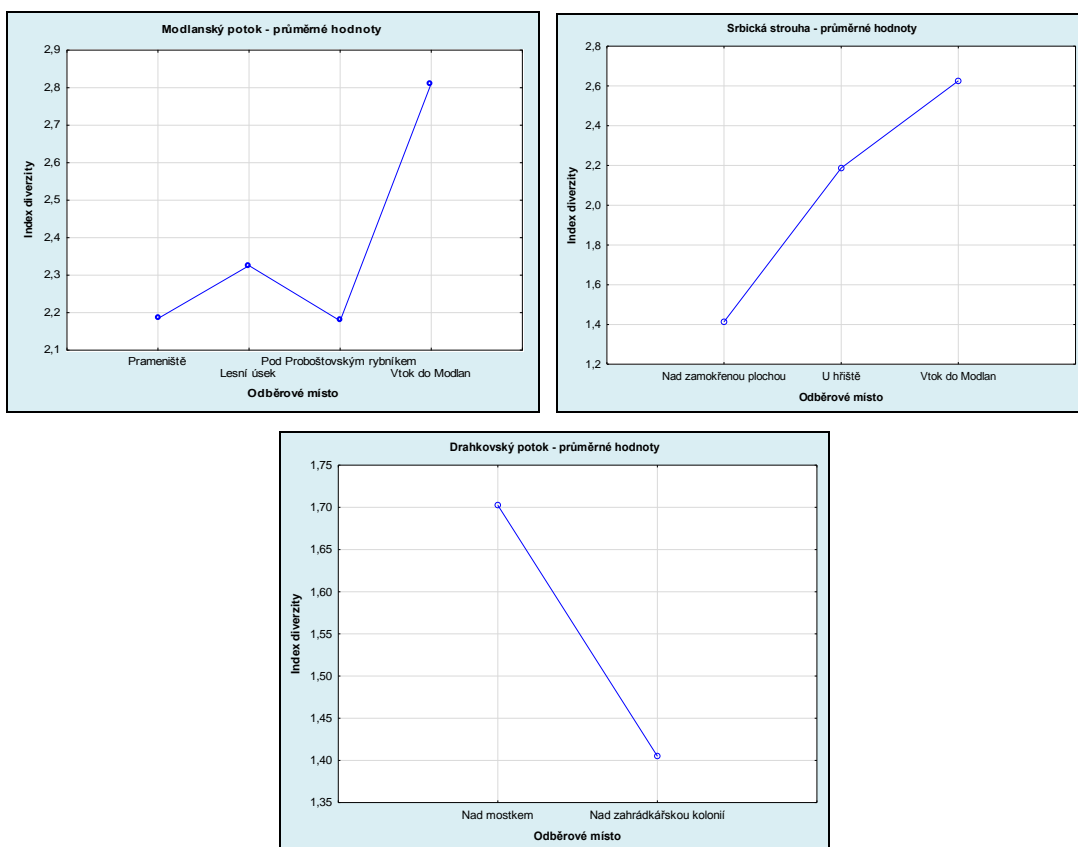 Modlanský potok - průměrné hodnoty
2,9
2,8
2,7
2,6
2,5
2,4
2,3
2,2
2,1
Index diverzity
Prameniště
Lesní úsek
Pod Proboštovským rybníkem
Vtok do Modlan
Odběrové místo
Srbická strouha - průměrné hodnoty
2,8
2,6
2,4
2,2
2,0
1,8
1,6
1,4
1,2
Index diverzity
Nad zamokřenou plochou
U hřiště
Vtok do Modlan
Odběrové místo
Drahkovský potok - průměrné hodnoty
1,75
1,70
1,65
1,60
1,55
1,50
1,45
1,40
1,35
Index diverzity
Nad mostkem
Nad zahrádkářskou kolonií
Odběrové místo